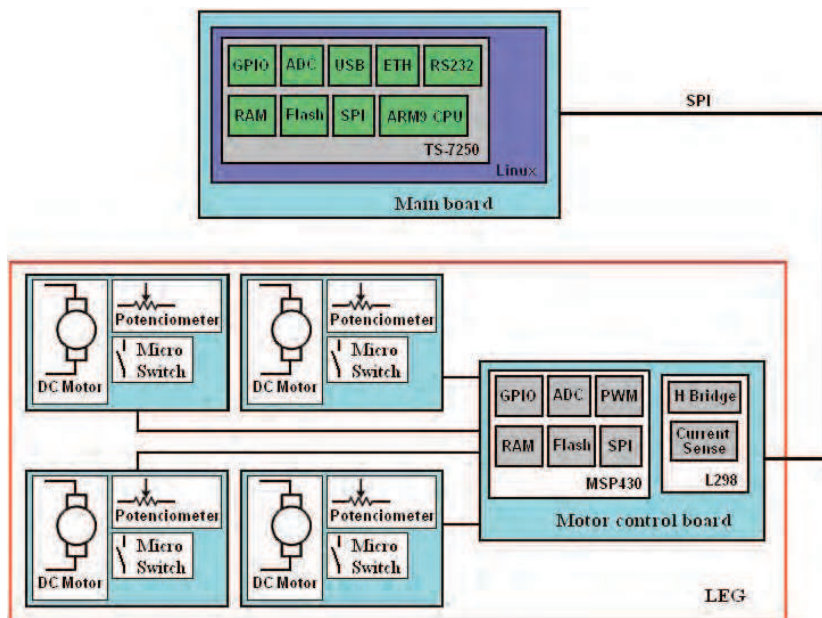 GPIO ADC USB ETH RS232
RAM Flash SPI ARM9 CPU
TS-7250
Linux
Main board
SPI
Potenciometer
Micro
Switch
DC Motor
Potenciometer
Micro
Switch
DC Motor
GPIO ADC PWM
RAM Flash SPI
MSP430
H Bridge
Current
Sense
L298
Motor control board
Potenciometer
Micro
Switch
DC Motor
Potenciometer
Micro
Switch
DC Motor
LEG